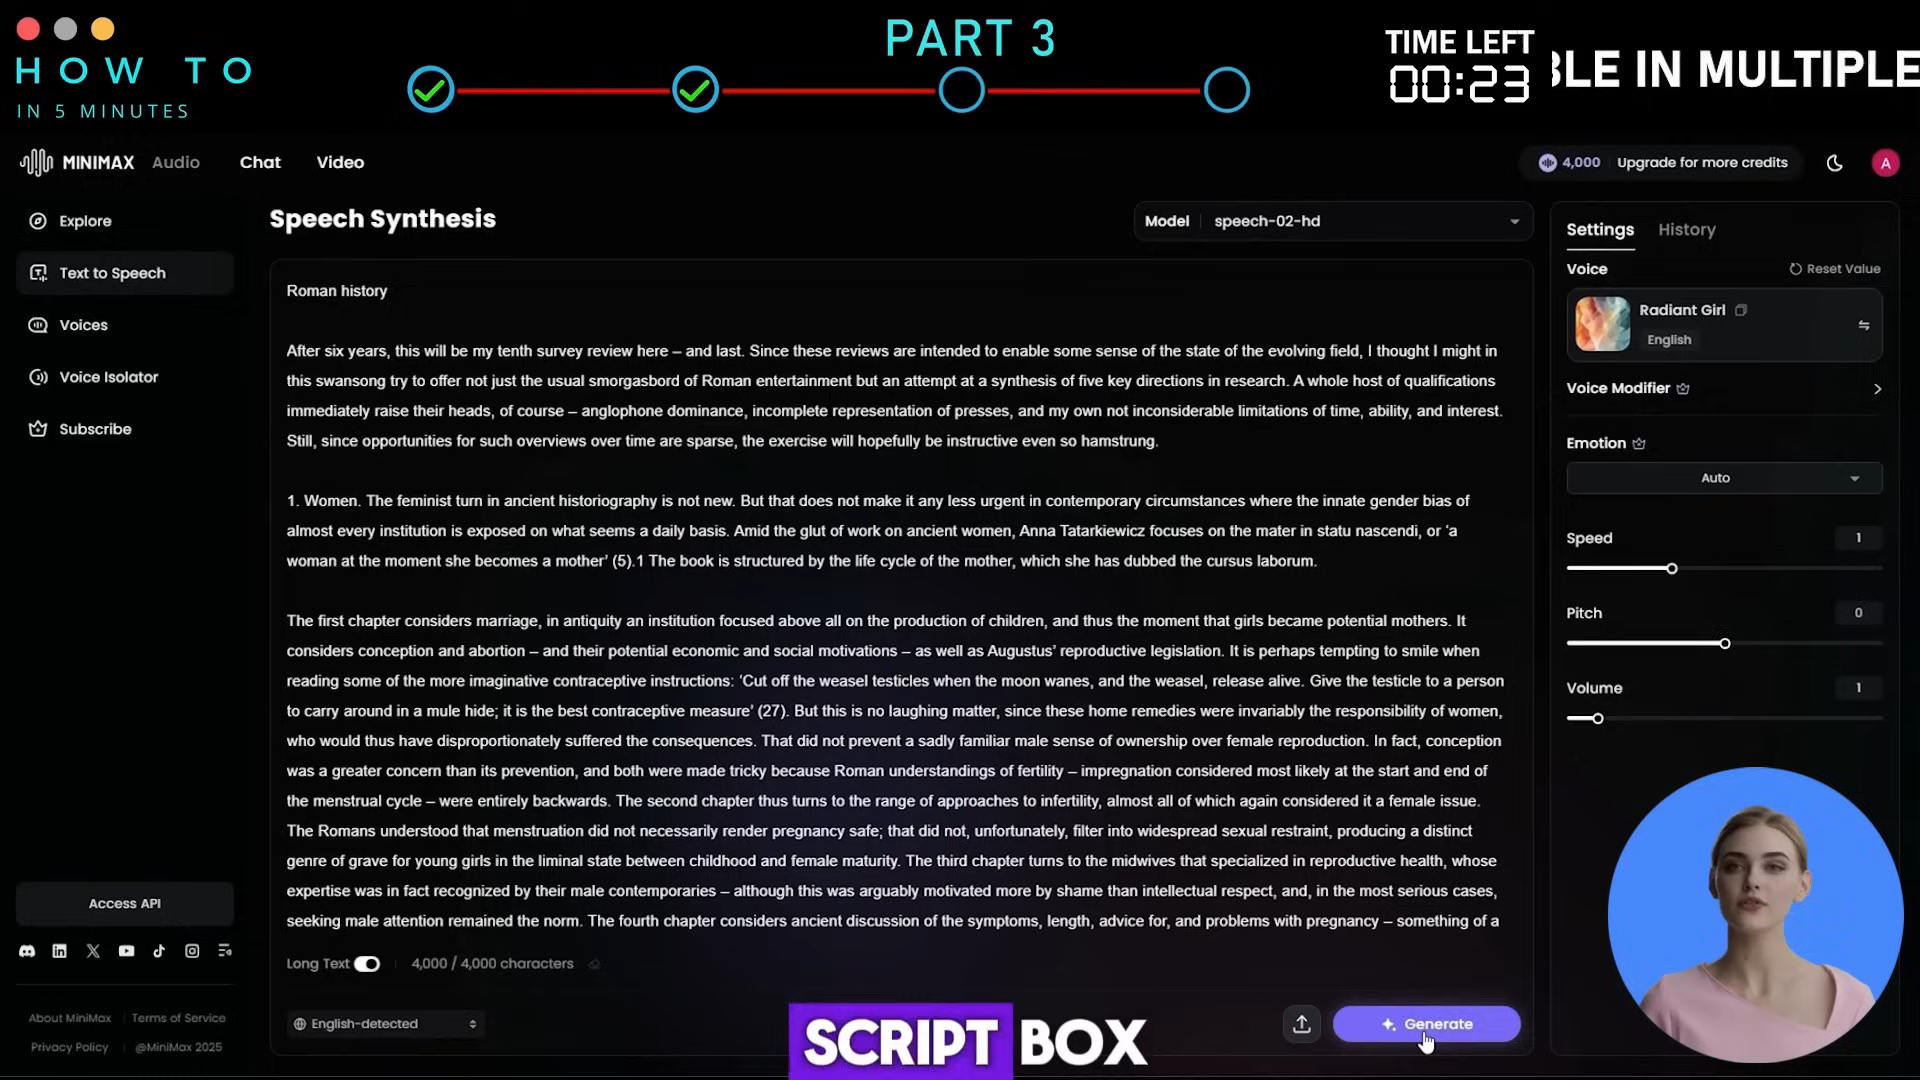 PART 3
HOW TO
IN 5 MINUTES
TIME LEFT
00:23
BLE IN MULTIPLE
MINIMAX Audio Chat Video
4,000 Upgrade for more credits
A
Explore
Text to Speech
Voices
Voice Isolator
Subscribe
Access API
About MiniMax Terms of Service
Privacy Policy @MiniMax 2025
Speech Synthesis
Model speech-02-hd
Roman history
After six years, this will be my tenth survey review here – and last. Since these reviews are intended to enable some sense of the state of the evolving field, I thought I might in
this swansong try to offer not just the usual smorgasbord of Roman entertainment but an attempt at a synthesis of five key directions in research. A whole host of qualifications
immediately raise their heads, of course – anglophone dominance, incomplete representation of presses, and my own not inconsiderable limitations of time, ability, and interest.
Still, since opportunities for such overviews over time are sparse, the exercise will hopefully be instructive even so hamstrung.
1. Women. The feminist turn in ancient historiography is not new. But that does not make it any less urgent in contemporary circumstances where the innate gender bias of
almost every institution is exposed on what seems a daily basis. Amid the glut of work on ancient women, Anna Tatarkiewicz focuses on the mater in statu nascendi, or ‘a
woman at the moment she becomes a mother’ (5).1 The book is structured by the life cycle of the mother, which she has dubbed the cursus laborum.
The first chapter considers marriage, in antiquity an institution focused above all on the production of children, and thus the moment that girls became potential mothers. It
considers conception and abortion – and their potential economic and social motivations – as well as Augustus’ reproductive legislation. It is perhaps tempting to smile when
reading some of the more imaginative contraceptive instructions: ‘Cut off the weasel testicles when the moon wanes, and the weasel, release alive. Give the testicle to a person
to carry around in a mule hide; it is the best contraceptive measure’ (27). But this is no laughing matter, since these home remedies were invariably the responsibility of women,
who would thus have disproportionately suffered the consequences. That did not prevent a sadly familiar male sense of ownership over female reproduction. In fact, conception
was a greater concern than its prevention, and both were made tricky because Roman understandings of fertility – impregnation considered most likely at the start and end of
the menstrual cycle – were entirely backwards. The second chapter thus turns to the range of approaches to infertility, almost all of which again considered it a female issue.
The Romans understood that menstruation did not necessarily render pregnancy safe; that did not, unfortunately, filter into widespread sexual restraint, producing a distinct
genre of grave for young girls in the liminal state between childhood and female maturity. The third chapter turns to the midwives that specialized in reproductive health, whose
expertise was in fact recognized by their male contemporaries – although this was arguably motivated more by shame than intellectual respect, and, in the most serious cases,
seeking male attention remained the norm. The fourth chapter considers ancient discussion of the symptoms, length, advice for, and problems with pregnancy – something of a
Long Text 4,000 / 4,000 characters
English-detected
Generate
Settings History
Voice Reset Value
Radiant Girl
English
Voice Modifier
Emotion
Auto
Speed 1
Pitch 0
Volume 1
SCRIPT BOX